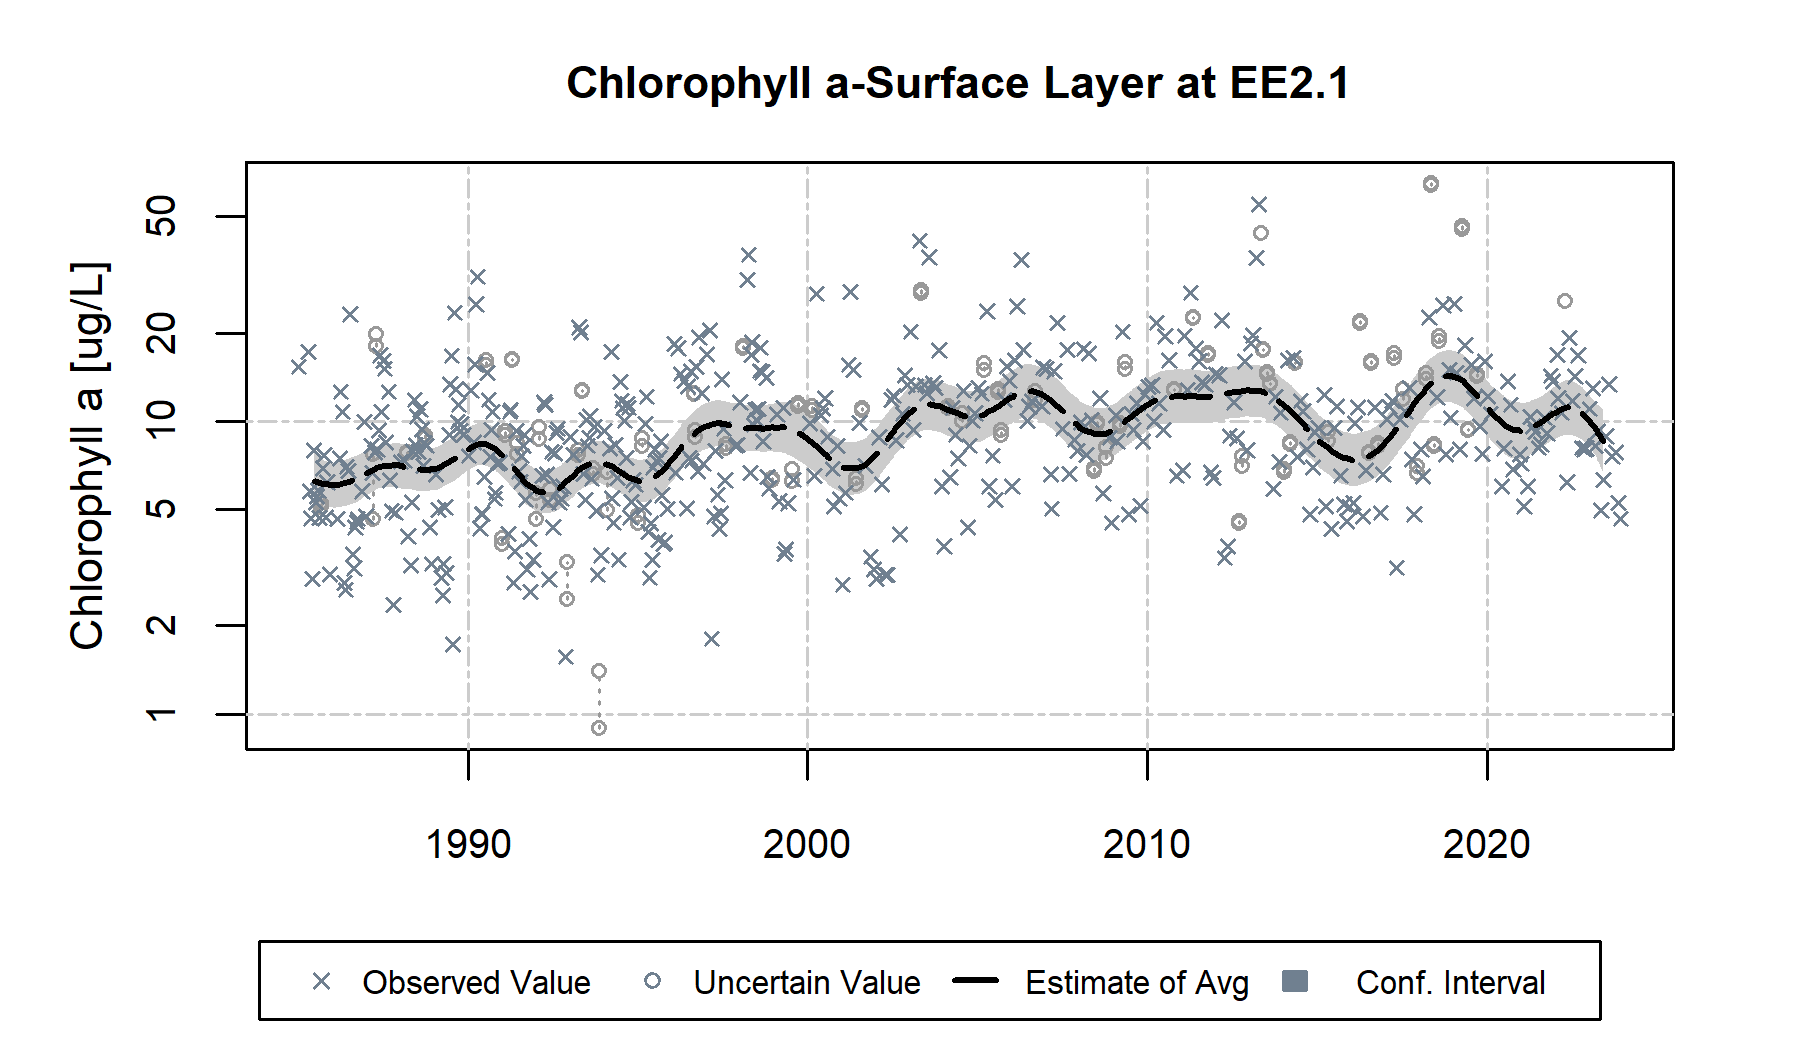 Chlorophyll a-Surface Layer at EE2.1
Chlorophyll a [ug/L]
50
20
10
5
2
1
1990 2000 2010 2020
Observed Value Uncertain Value Estimate of Avg Conf. Interval